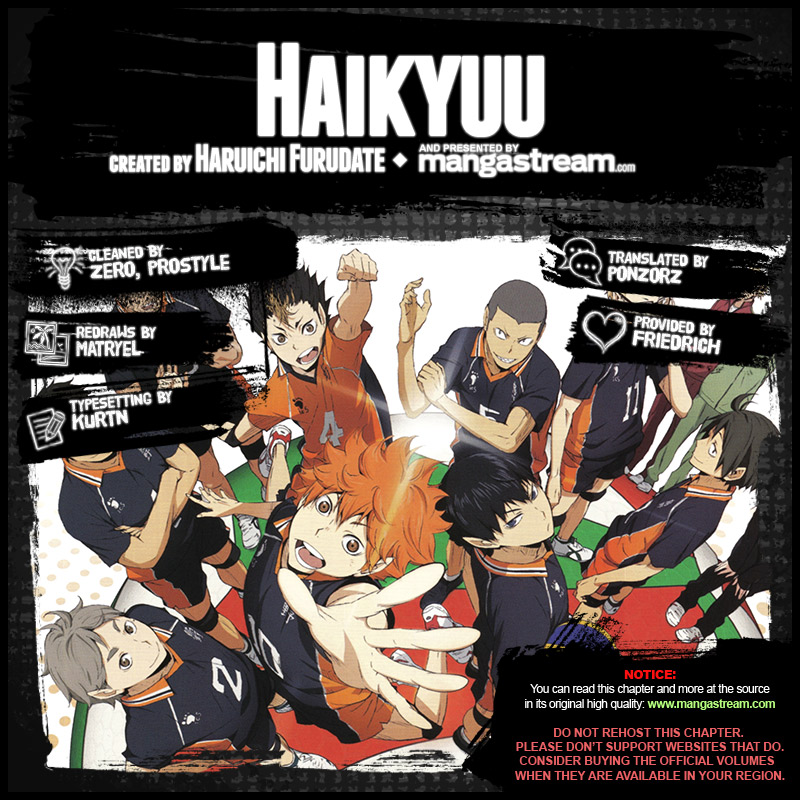 HAIKYUU
CREATED BY HARUICHI FURUDATE ◆ AND PRESENTED BY mangastream.com
CLEANED BY
ZERO, PROSTYLE
REDRAWS BY
MATRYEL
TYPESETTING BY
KURTN
TRANSLATED BY
PONZORZ
PROVIDED BY
FRIEDRICH
4
11
2
NOTICE:
You can read this chapter and more at the source
in its original high quality: www.mangastream.com
DO NOT REHOST THIS CHAPTER.
PLEASE DON'T SUPPORT WEBSITES THAT DO.
CONSIDER BUYING THE OFFICIAL VOLUMES
WHEN THEY ARE AVAILABLE IN YOUR REGION.